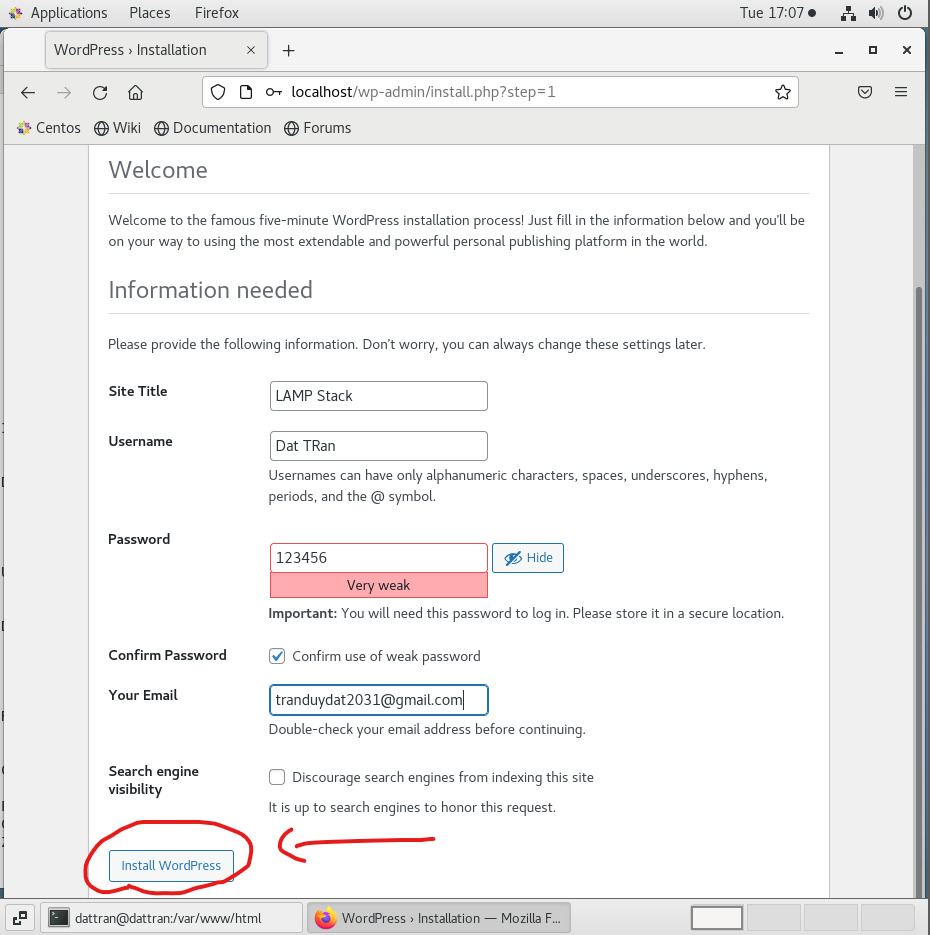 Applications Places Firefox Tue 17:07
WordPress › Installation
localhost/wp-admin/install.php?step=1
Centos Wiki Documentation Forums
Welcome
Welcome to the famous five-minute WordPress installation process! Just fill in the information below and you’ll be
on your way to using the most extendable and powerful personal publishing platform in the world.
Information needed
Please provide the following information. Don’t worry, you can always change these settings later.
Site Title LAMP Stack
Username Dat TRan
Usernames can have only alphanumeric characters, spaces, underscores, hyphens,
periods, and the @ symbol.
Password 123456 Hide
Very weak
Important: You will need this password to log in. Please store it in a secure location.
Confirm Password Confirm use of weak password
Your Email tranduydat2031@gmail.com
Double-check your email address before continuing.
Search engine
visibility Discourage search engines from indexing this site
It is up to search engines to honor this request.
Install WordPress
dattran@dattran:/var/www/html WordPress › Installation — Mozilla F...